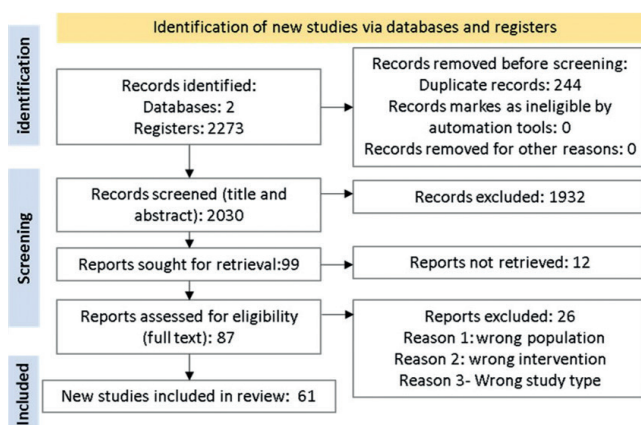 Identification of new studies via databases and registers
identification
Records identified:
Databases: 2
Registers: 2273
Records removed before screening:
Duplicate records: 244
Records markes as ineligible by
automation tools: 0
Records removed for other reasons: 0
Screening
Records screened (title and
abstract): 2030
Records excluded: 1932
Reports sought for retrieval:99
Reports not retrieved: 12
Reports assessed for eligibility
(full text): 87
Reports excluded: 26
Reason 1: wrong population
Reason 2: wrong intervention
Reason 3- Wrong study type
Included
New studies included in review: 61